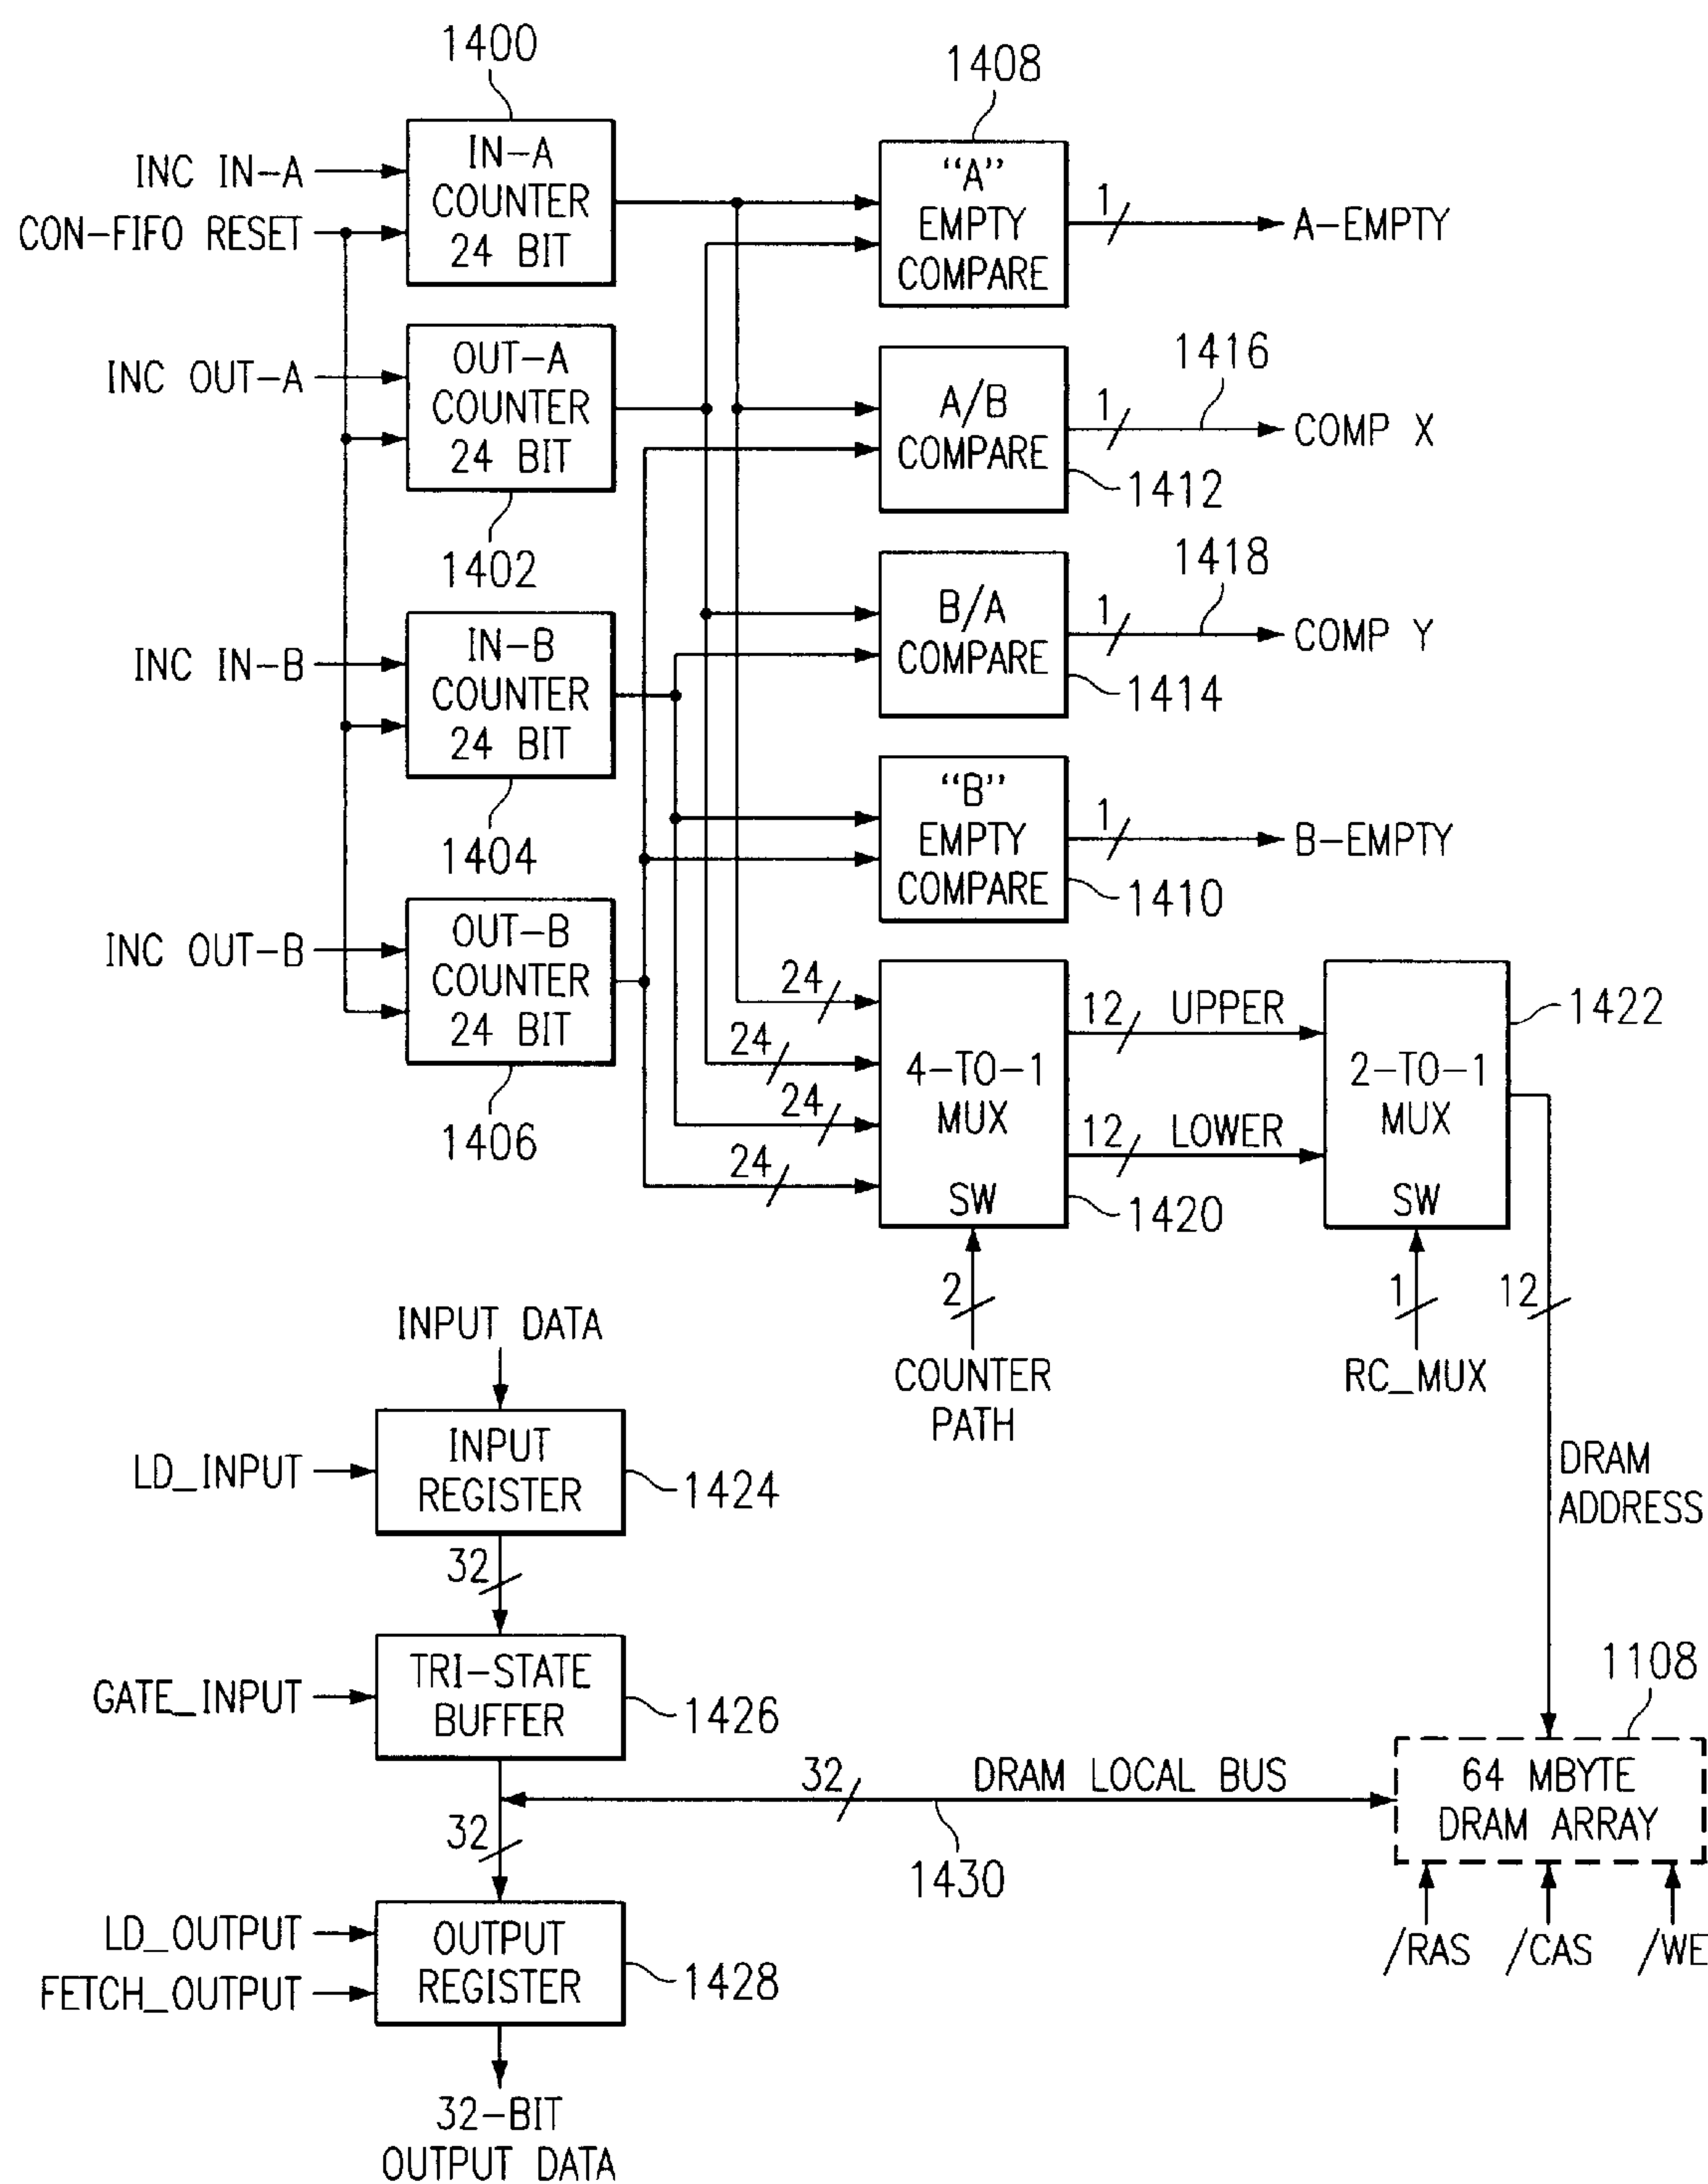 1400
1408
INC IN-A
CON-FIFO RESET
IN-A
COUNTER
24 BIT
"A"
EMPTY
COMPARE
1
A-EMPTY
INC OUT-A
OUT-A
COUNTER
24 BIT
1402
A/B
COMPARE
1412
1
1416
COMP X
B/A
COMPARE
1414
1
1418
COMP Y
INC IN-B
IN-B
COUNTER
24 BIT
1404
"B"
EMPTY
COMPARE
1410
1
B-EMPTY
INC OUT-B
OUT-B
COUNTER
24 BIT
1406
24
24
24
24
4-TO-1
MUX
SW
1420
12
UPPER
12
LOWER
2-TO-1
MUX
SW
1422
2
COUNTER
PATH
1
RC_MUX
12
DRAM
ADDRESS
INPUT DATA
LD_INPUT
INPUT
REGISTER
1424
32
GATE_INPUT
TRI-STATE
BUFFER
1426
32
DRAM LOCAL BUS
1430
1108
64 MBYTE
DRAM ARRAY
/RAS
/CAS
/WE
32
LD_OUTPUT
FETCH_OUTPUT
OUTPUT
REGISTER
1428
32-BIT
OUTPUT DATA